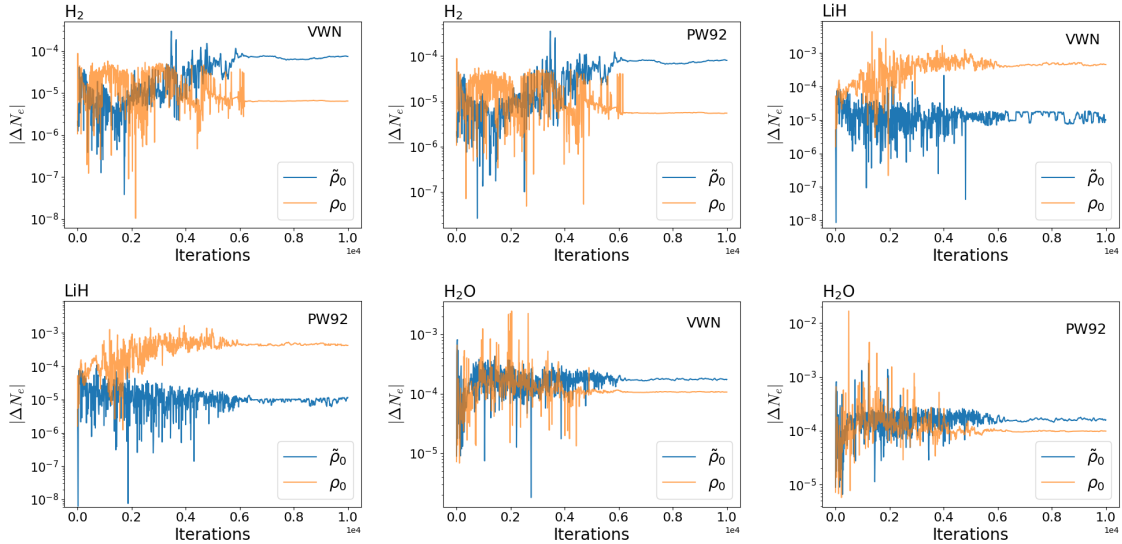 H₂
VWN
|ΔNₑ|
10⁻⁴
10⁻⁵
10⁻⁶
10⁻⁷
10⁻⁸
ρ̃₀
ρ₀
0.0 0.2 0.4 0.6 0.8 1.0
1e4
Iterations
H₂
PW92
|ΔNₑ|
10⁻⁴
10⁻⁵
10⁻⁶
10⁻⁷
ρ̃₀
ρ₀
0.0 0.2 0.4 0.6 0.8 1.0
1e4
Iterations
LiH
VWN
|ΔNₑ|
10⁻³
10⁻⁴
10⁻⁵
10⁻⁶
10⁻⁷
10⁻⁸
ρ̃₀
ρ₀
0.0 0.2 0.4 0.6 0.8 1.0
1e4
Iterations
LiH
PW92
|ΔNₑ|
10⁻³
10⁻⁴
10⁻⁵
10⁻⁶
10⁻⁷
10⁻⁸
ρ̃₀
ρ₀
0.0 0.2 0.4 0.6 0.8 1.0
1e4
Iterations
H₂O
VWN
|ΔNₑ|
10⁻³
10⁻⁴
10⁻⁵
ρ̃₀
ρ₀
0.0 0.2 0.4 0.6 0.8 1.0
1e4
Iterations
H₂O
PW92
|ΔNₑ|
10⁻²
10⁻³
10⁻⁴
10⁻⁵
ρ̃₀
ρ₀
0.0 0.2 0.4 0.6 0.8 1.0
1e4
Iterations